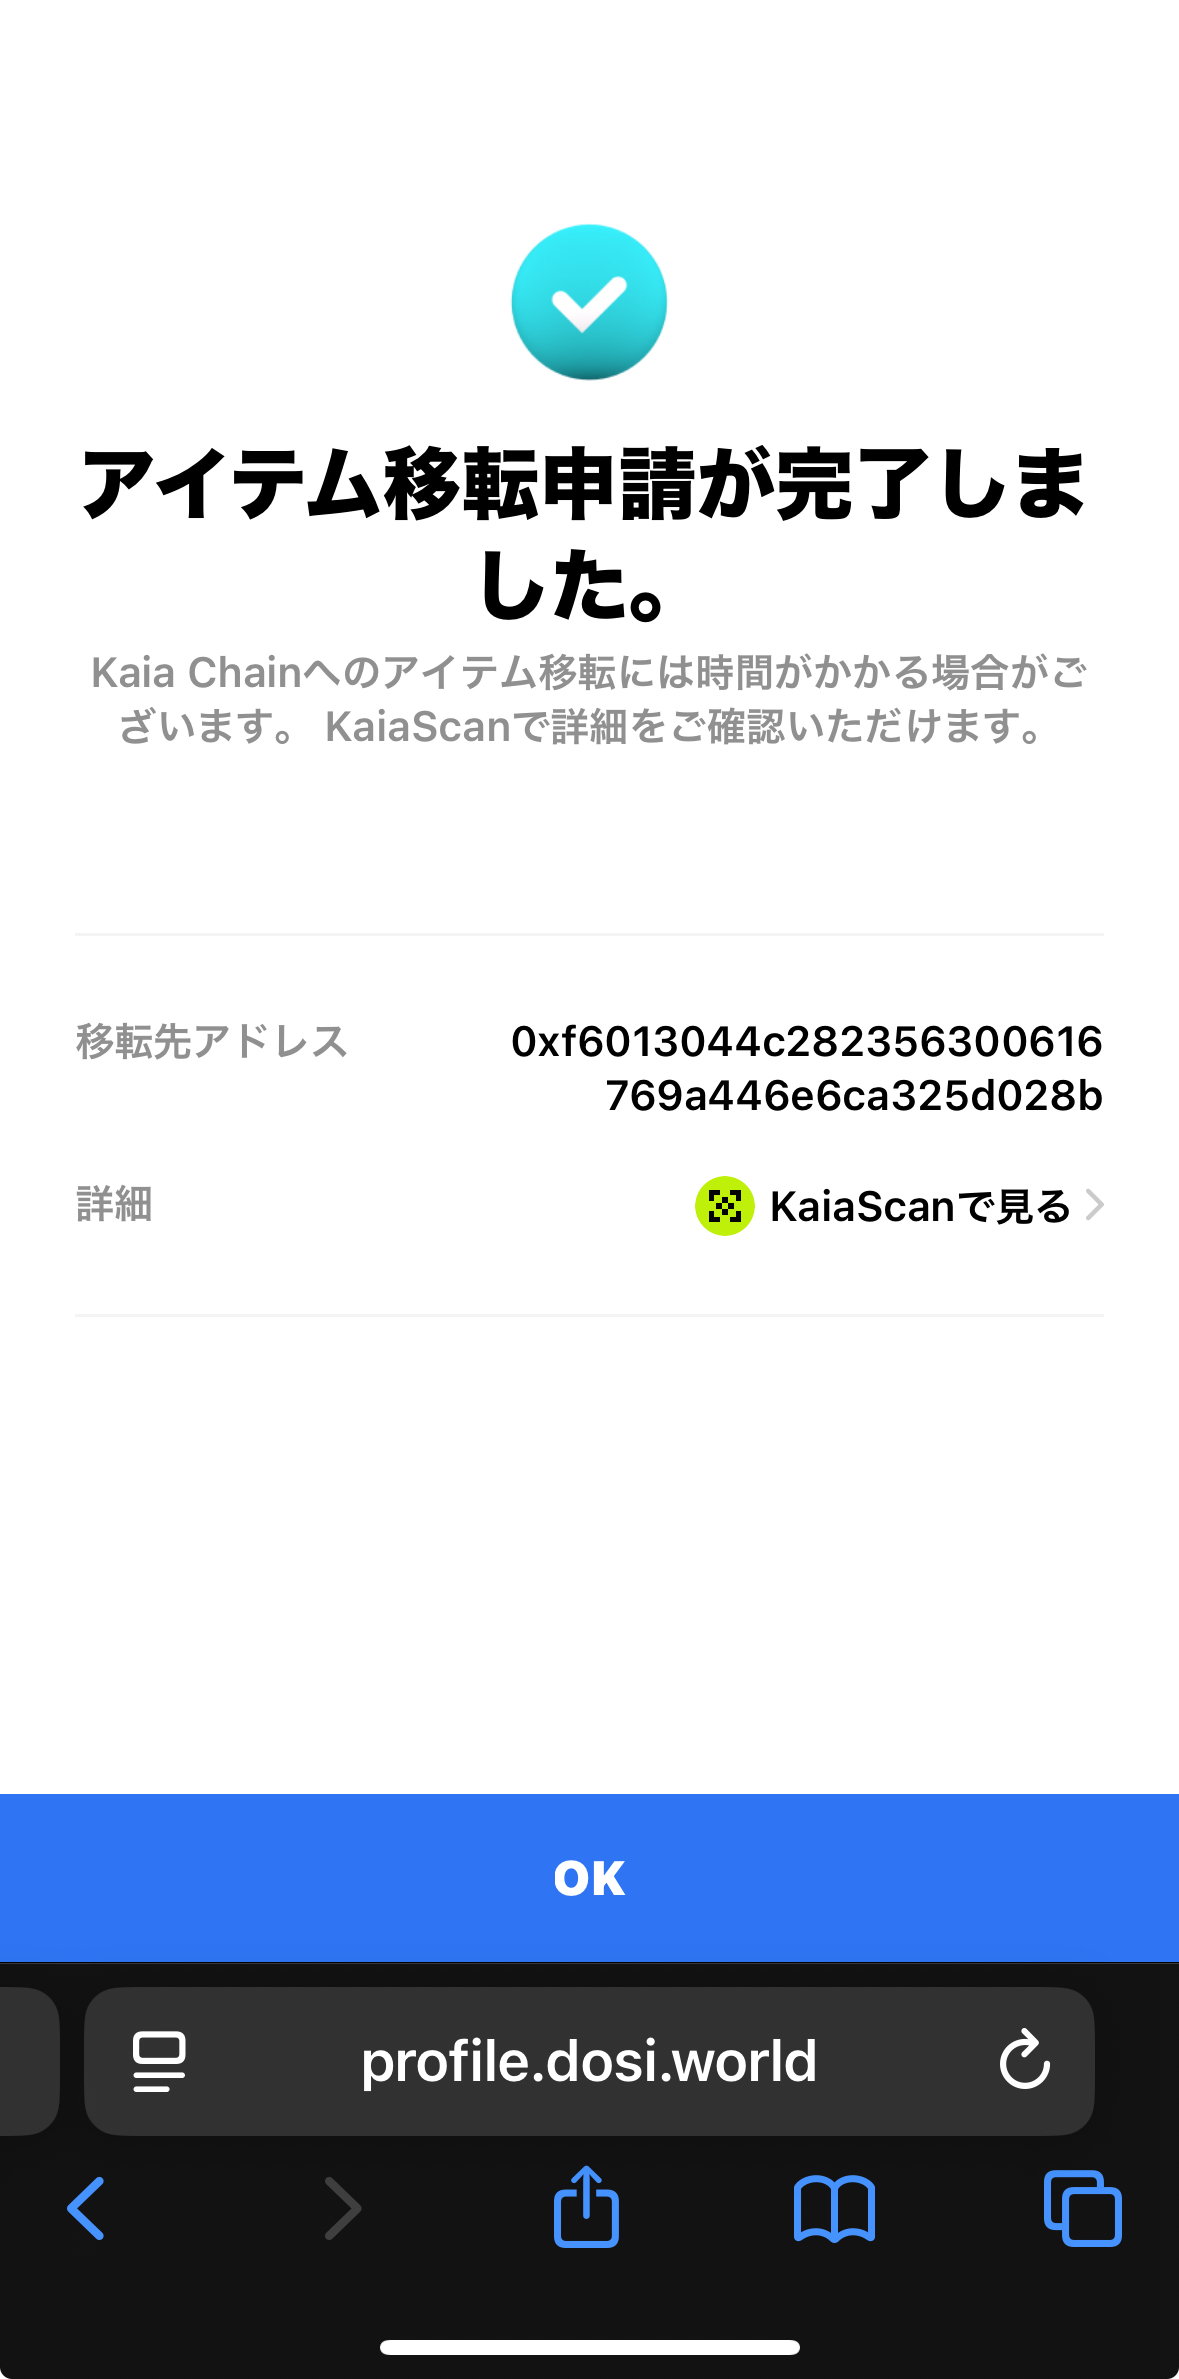 アイテム移転申請が完了しま
した。
Kaia Chainへのアイテム移転には時間がかかる場合がご
ざいます。 KaiaScanで詳細をご確認いただけます。
移転先アドレス
0xf6013044c282356300616
769a446e6ca325d028b
詳細
KaiaScanで見る
OK
profile.dosi.world